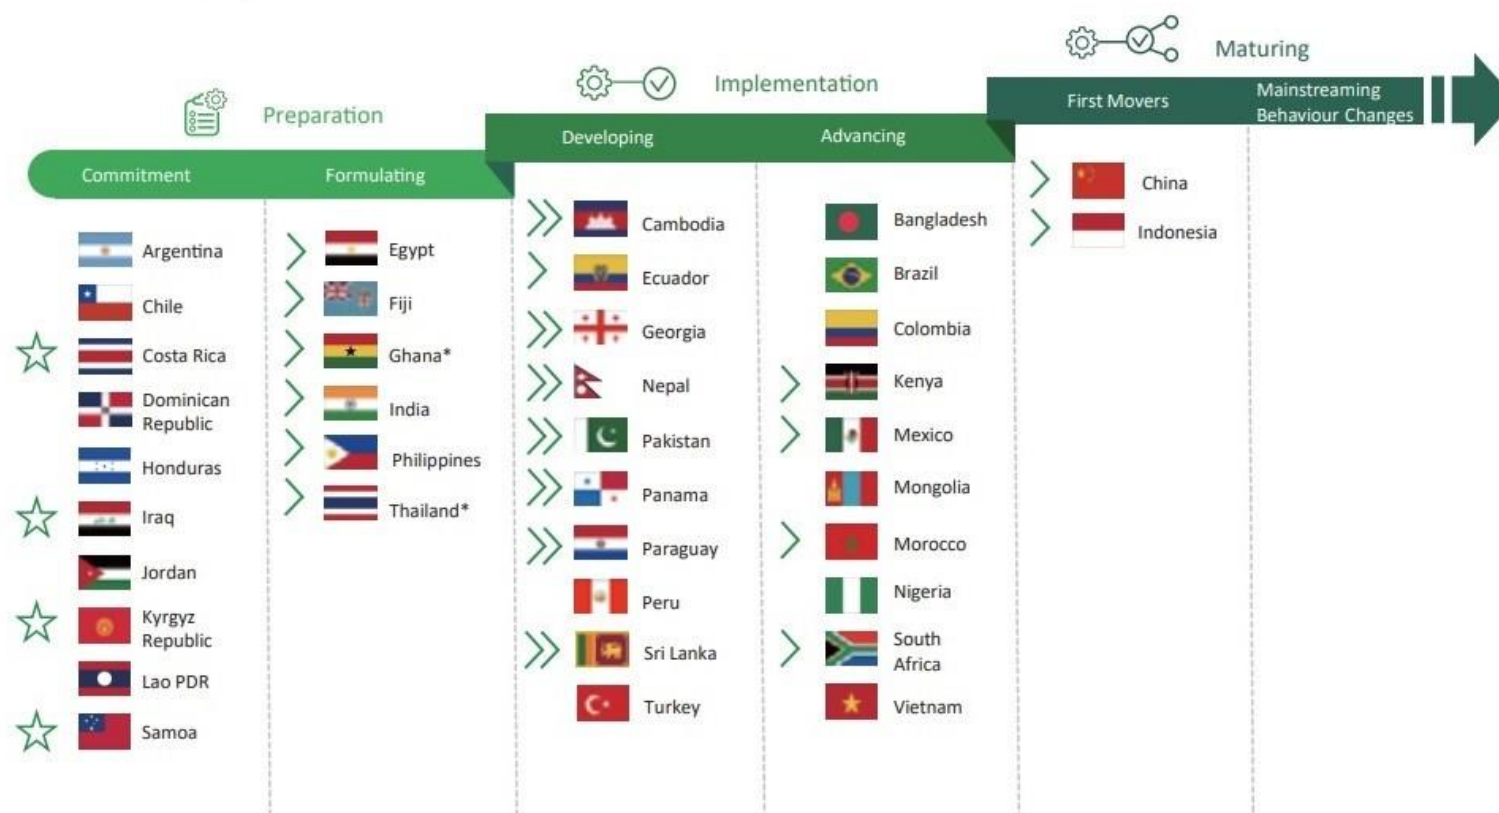 Preparation
Implementation
Maturing
Commitment
Formulating
Developing
Advancing
First Movers
Mainstreaming
Behaviour Changes
Argentina
Chile
Costa Rica
Dominican
Republic
Honduras
Iraq
Jordan
Kyrgyz
Republic
Lao PDR
Samoa
Egypt
Fiji
Ghana*
India
Philippines
Thailand*
Cambodia
Ecuador
Georgia
Nepal
Pakistan
Panama
Paraguay
Peru
Sri Lanka
Turkey
Bangladesh
Brazil
Colombia
Kenya
Mexico
Mongolia
Morocco
Nigeria
South
Africa
Vietnam
China
Indonesia